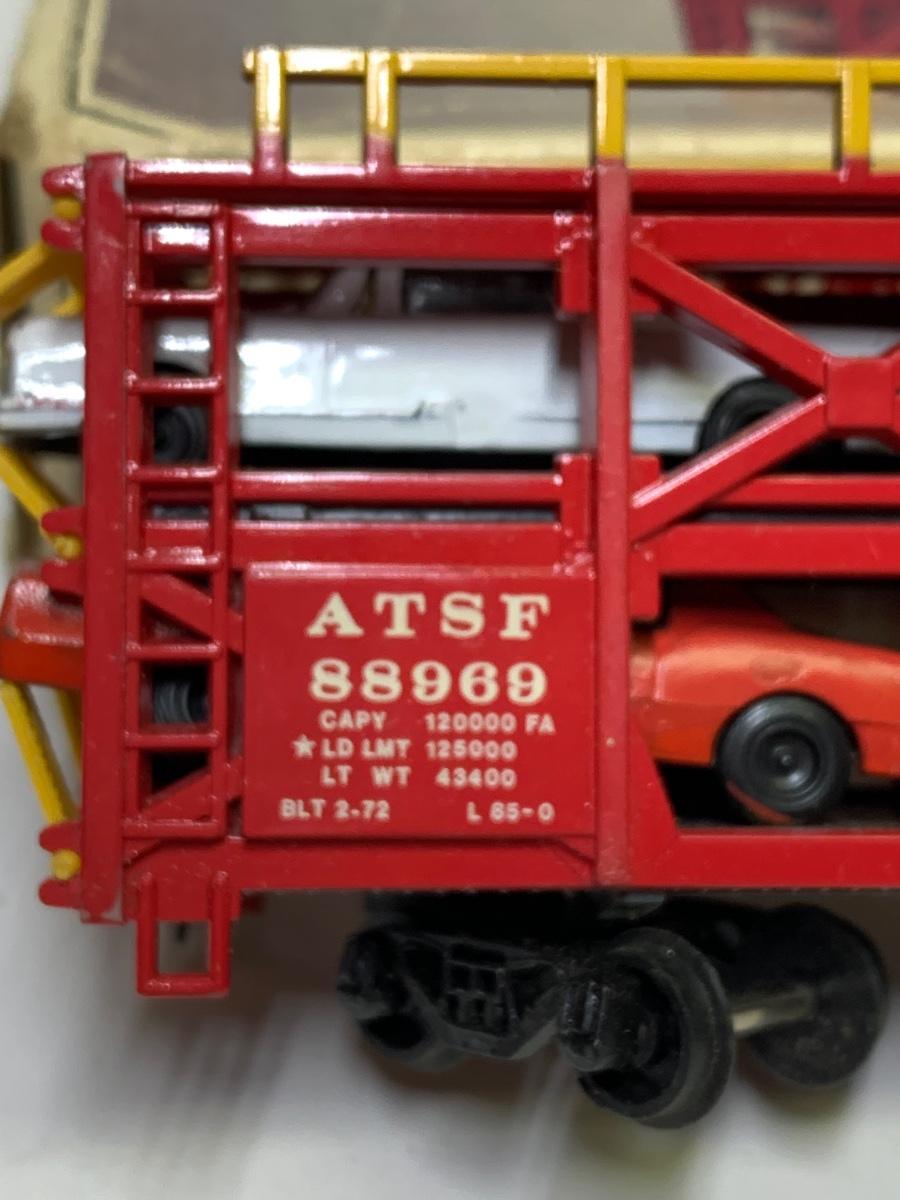 ATSF
88969
CAPY 120000 FA
★ LD LMT 125000
LT WT 43400
BLT 2-72 L 65-0